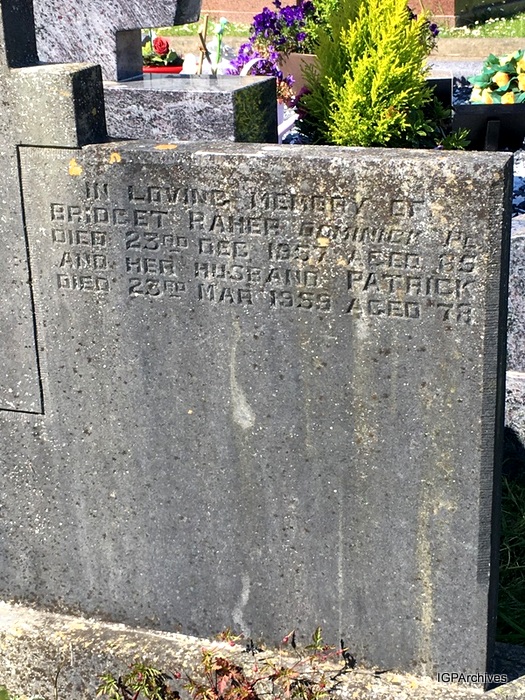 IN LOVING MEMORY OF
BRIDGET RAHER DOMINICK PL
DIED 23RD DEC 1957 AGED 65
AND HER HUSBAND PATRICK
DIED 23RD MAR 1959 AGED 78
IGPArchives